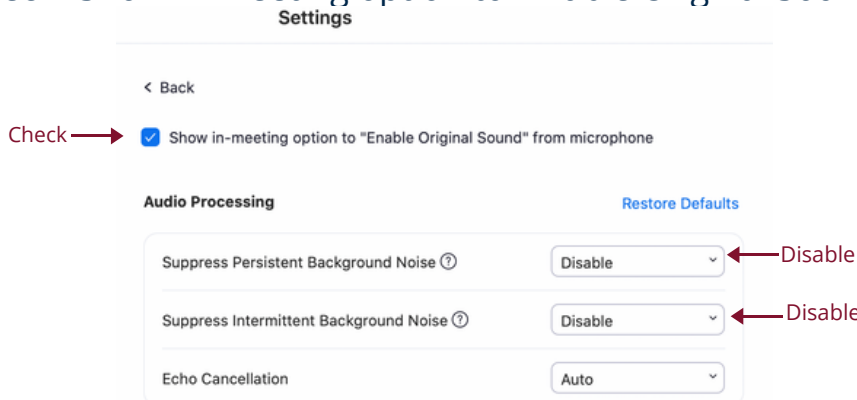 Settings
< Back
Check
Show in-meeting option to "Enable Original Sound" from microphone
Audio Processing
Restore Defaults
Suppress Persistent Background Noise ?
Disable
Disable
Suppress Intermittent Background Noise ?
Disable
Disable
Echo Cancellation
Auto